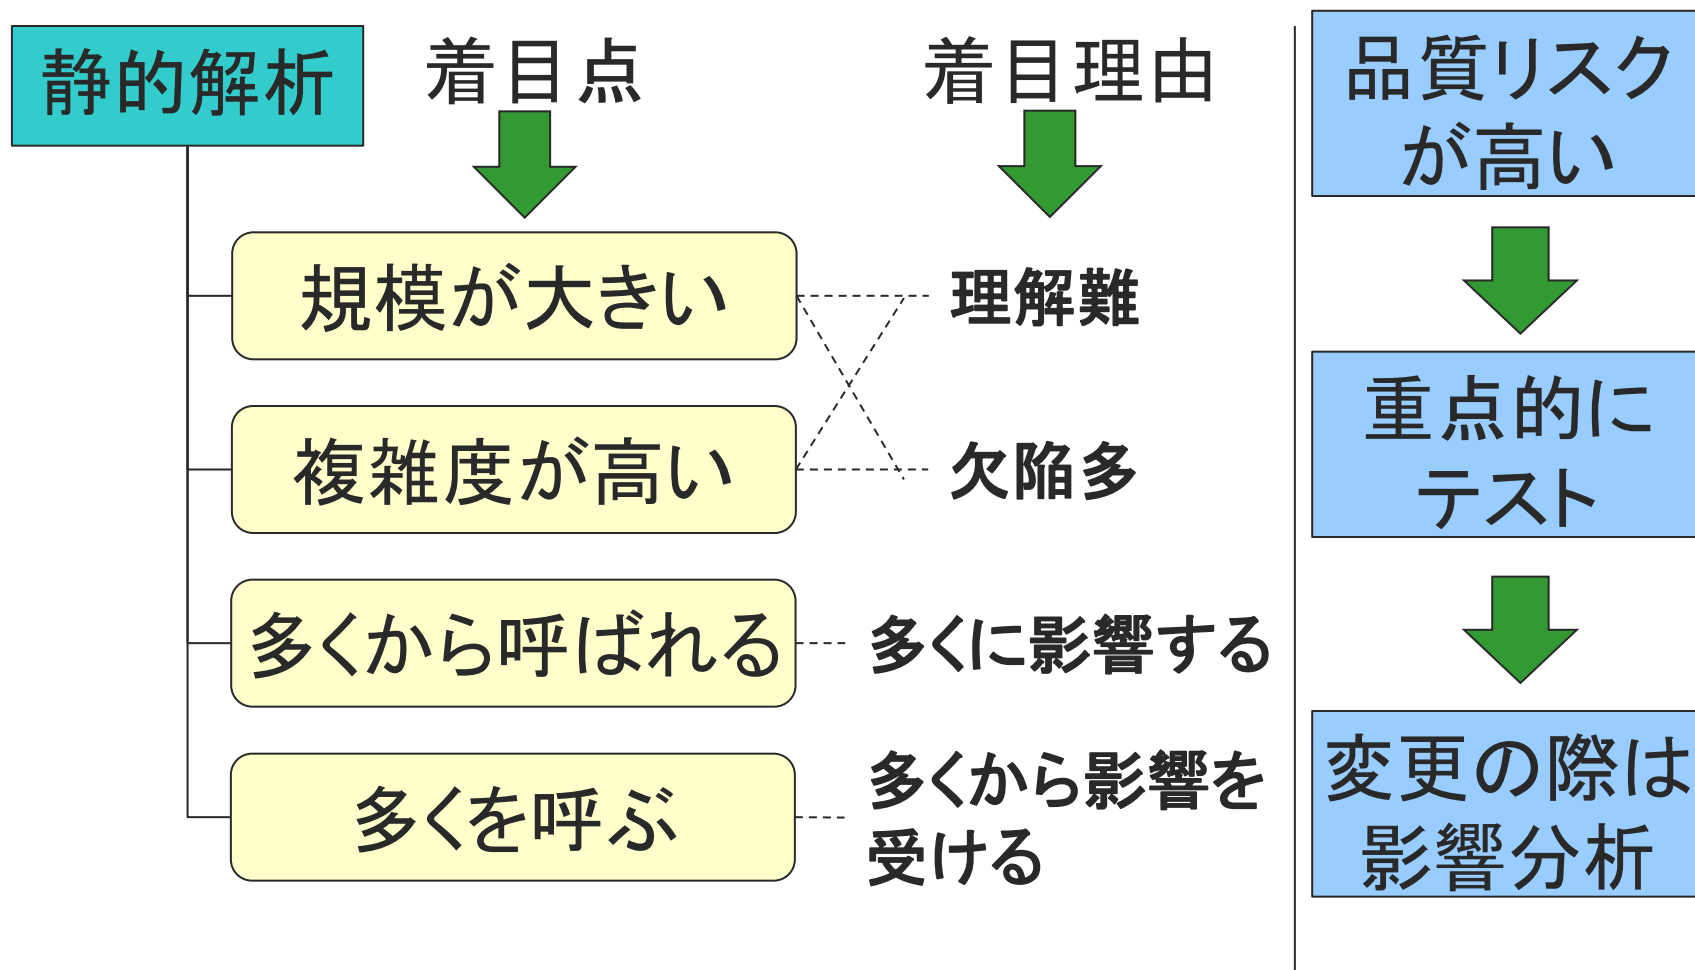 静的解析
着目点
着目理由
規模が大きい
理解難
複雑度が高い
欠陥多
多くから呼ばれる
多くに影響する
多くを呼ぶ
多くから影響を
受ける
品質リスク
が高い
重点的に
テスト
変更の際は
影響分析